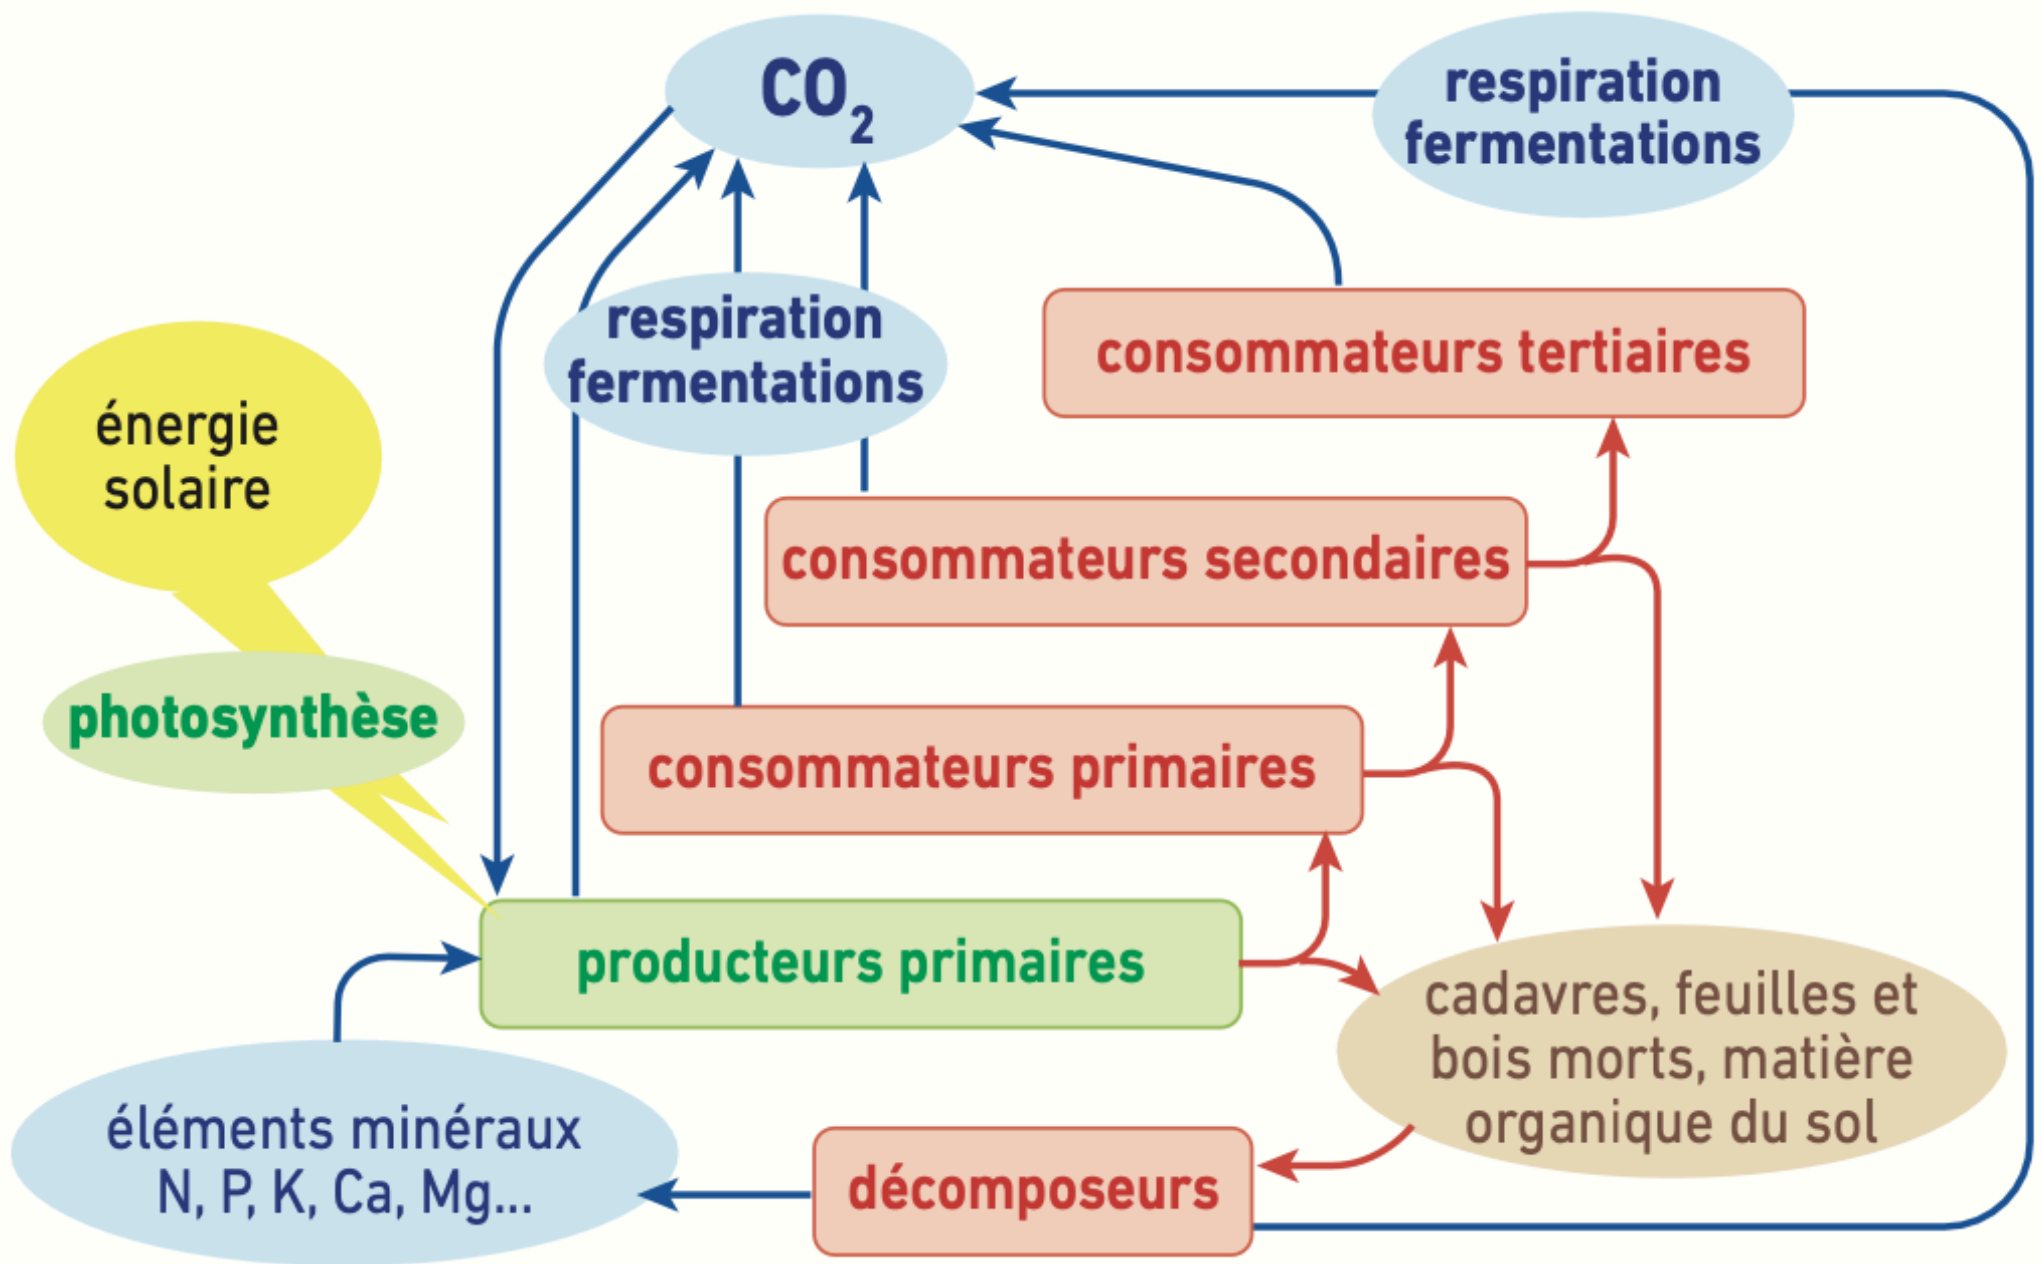 CO₂
respiration
fermentations
respiration
fermentations
consommateurs tertiaires
énergie
solaire
consommateurs secondaires
photosynthèse
consommateurs primaires
producteurs primaires
cadavres, feuilles et
bois morts, matière
organique du sol
éléments minéraux
N, P, K, Ca, Mg...
décomposeurs